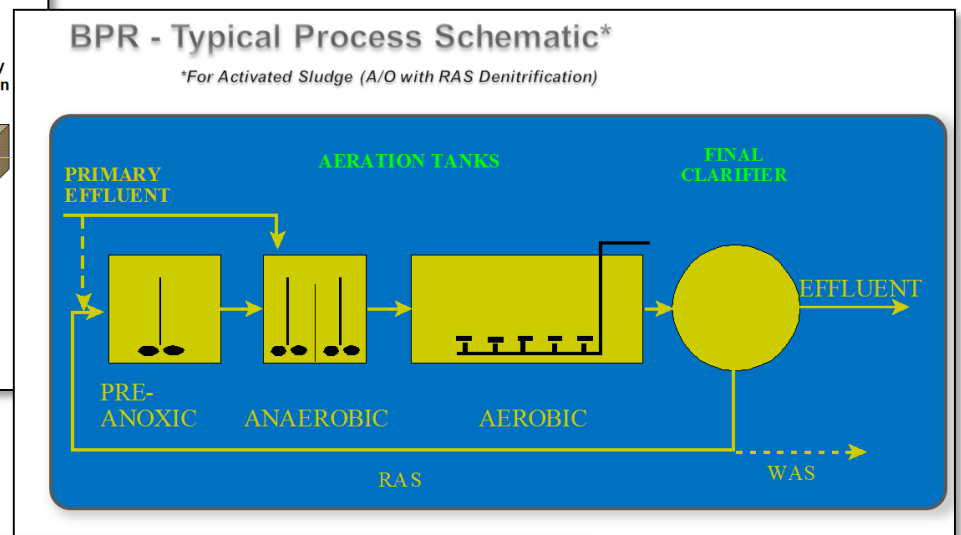 BPR - Typical Process Schematic*
*For Activated Sludge (A/O with RAS Denitrification)
AERATION TANKS
FINAL
CLARIFIER
PRIMARY
EFFLUENT
EFFLUENT
PRE-
ANOXIC
ANAEROBIC
AEROBIC
RAS
WAS